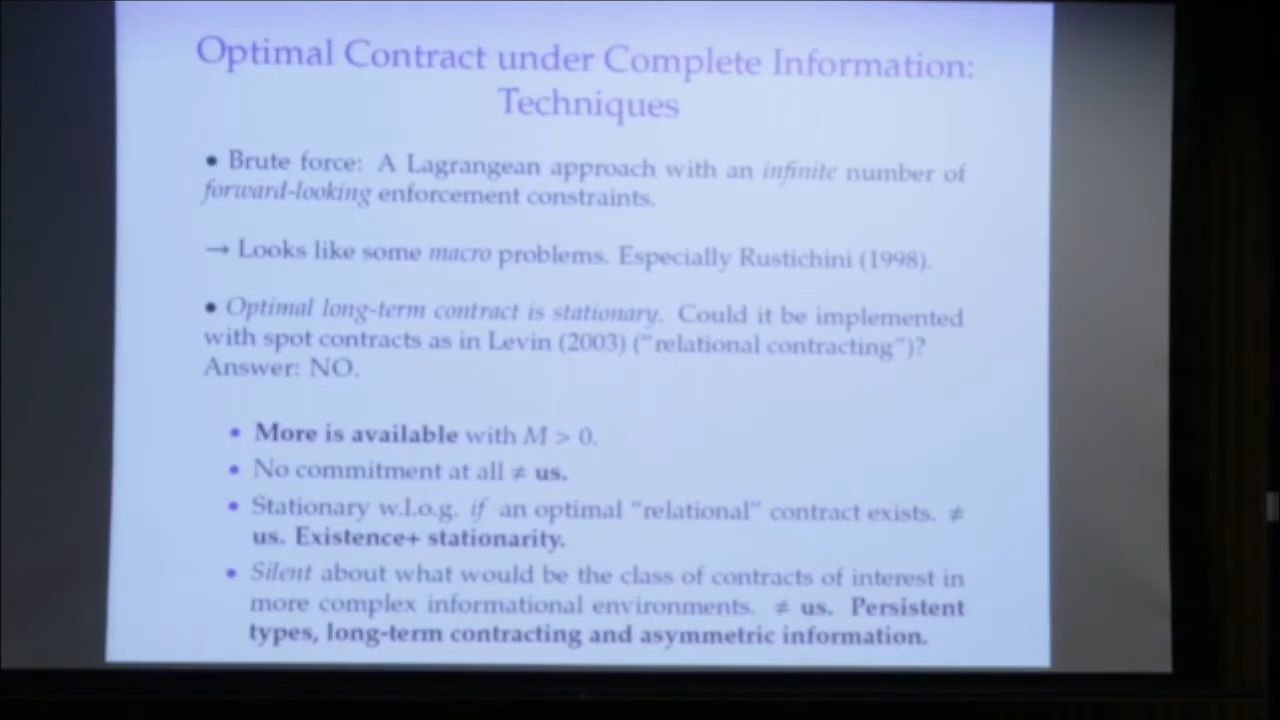 Optimal Contract under Complete Information:
Techniques
• Brute force: A Lagrangean approach with an infinite number of
forward-looking enforcement constraints.
→ Looks like some macro problems. Especially Rustichini (1998).
• Optimal long-term contract is stationary. Could it be implemented
with spot contracts as in Levin (2003) ("relational contracting")?
Answer: NO.
• More is available with M > 0.
• No commitment at all ≠ us.
• Stationary w.l.o.g. if an optimal "relational" contract exists. ≠
us. Existence+ stationarity.
• Silent about what would be the class of contracts of interest in
more complex informational environments. ≠ us. Persistent
types, long-term contracting and asymmetric information.